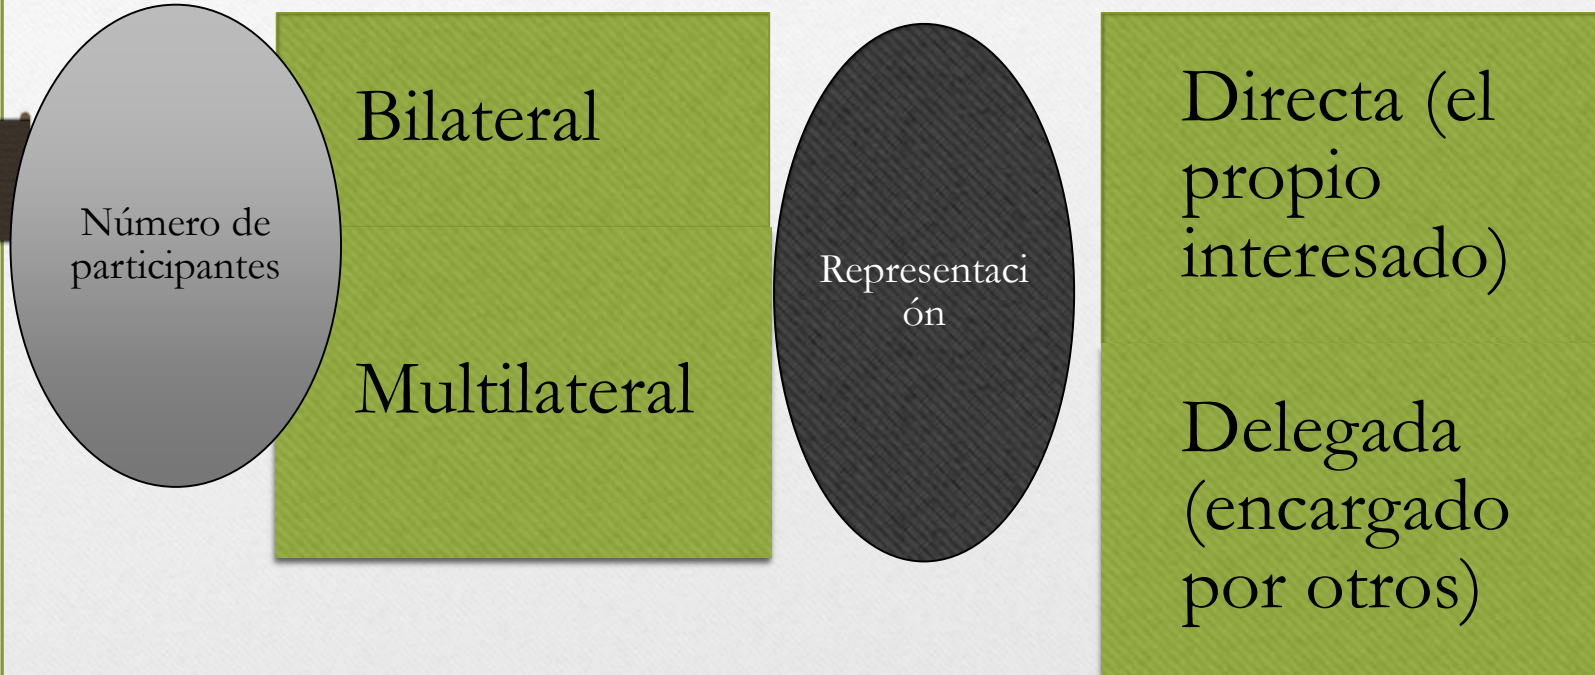 Número de
participantes
Bilateral
Multilateral
Representaci
ón
Directa (el
propio
interesado)
Delegada
(encargado
por otros)